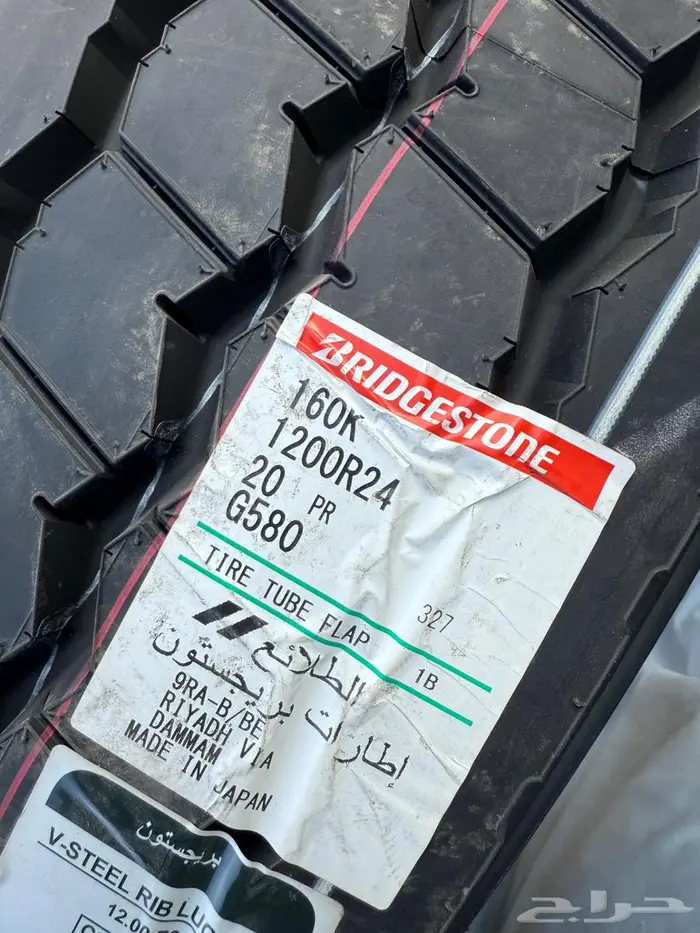 BRIDGESTONE
160K
1200R24
20 PR
G580
327
TIRE TUBE FLAP 1B
الطلائع
إطارات بريجستون
9RA-B/BE
RIYADH VIA
DAMMAM
MADE IN JAPAN
بريجستون
V-STEEL RIB LUG
حراج